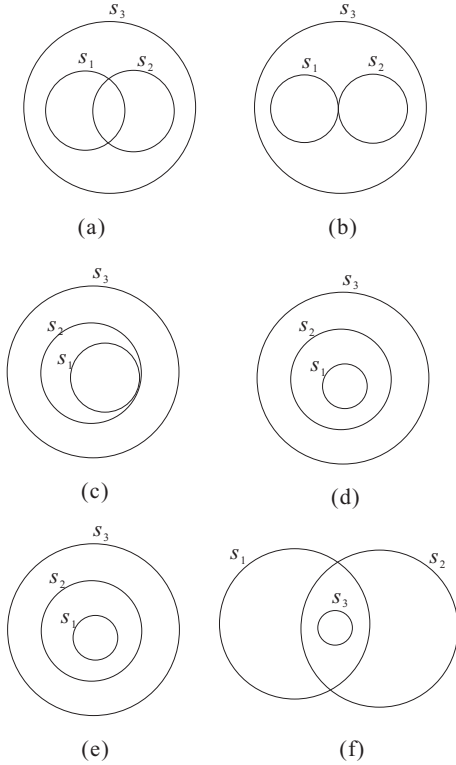 s₃
s₁ s₂
(a)
s₃
s₁ s₂
(b)
s₃
s₂
s₁
(c)
s₃
s₂
s₁
(d)
s₃
s₂
s₁
(e)
s₁ s₂
s₃
(f)